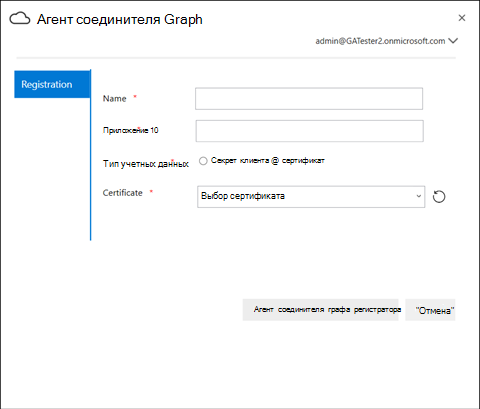 Агент соединителя Graph
admin@GATester2.onmicrosoft.com
Registration
Name *
Приложение 10
Тип учетных данных *
Секрет клиента @ сертификат
Certificate *
Выбор сертификата
Агент соединителя графа регистратора
"Отмена"